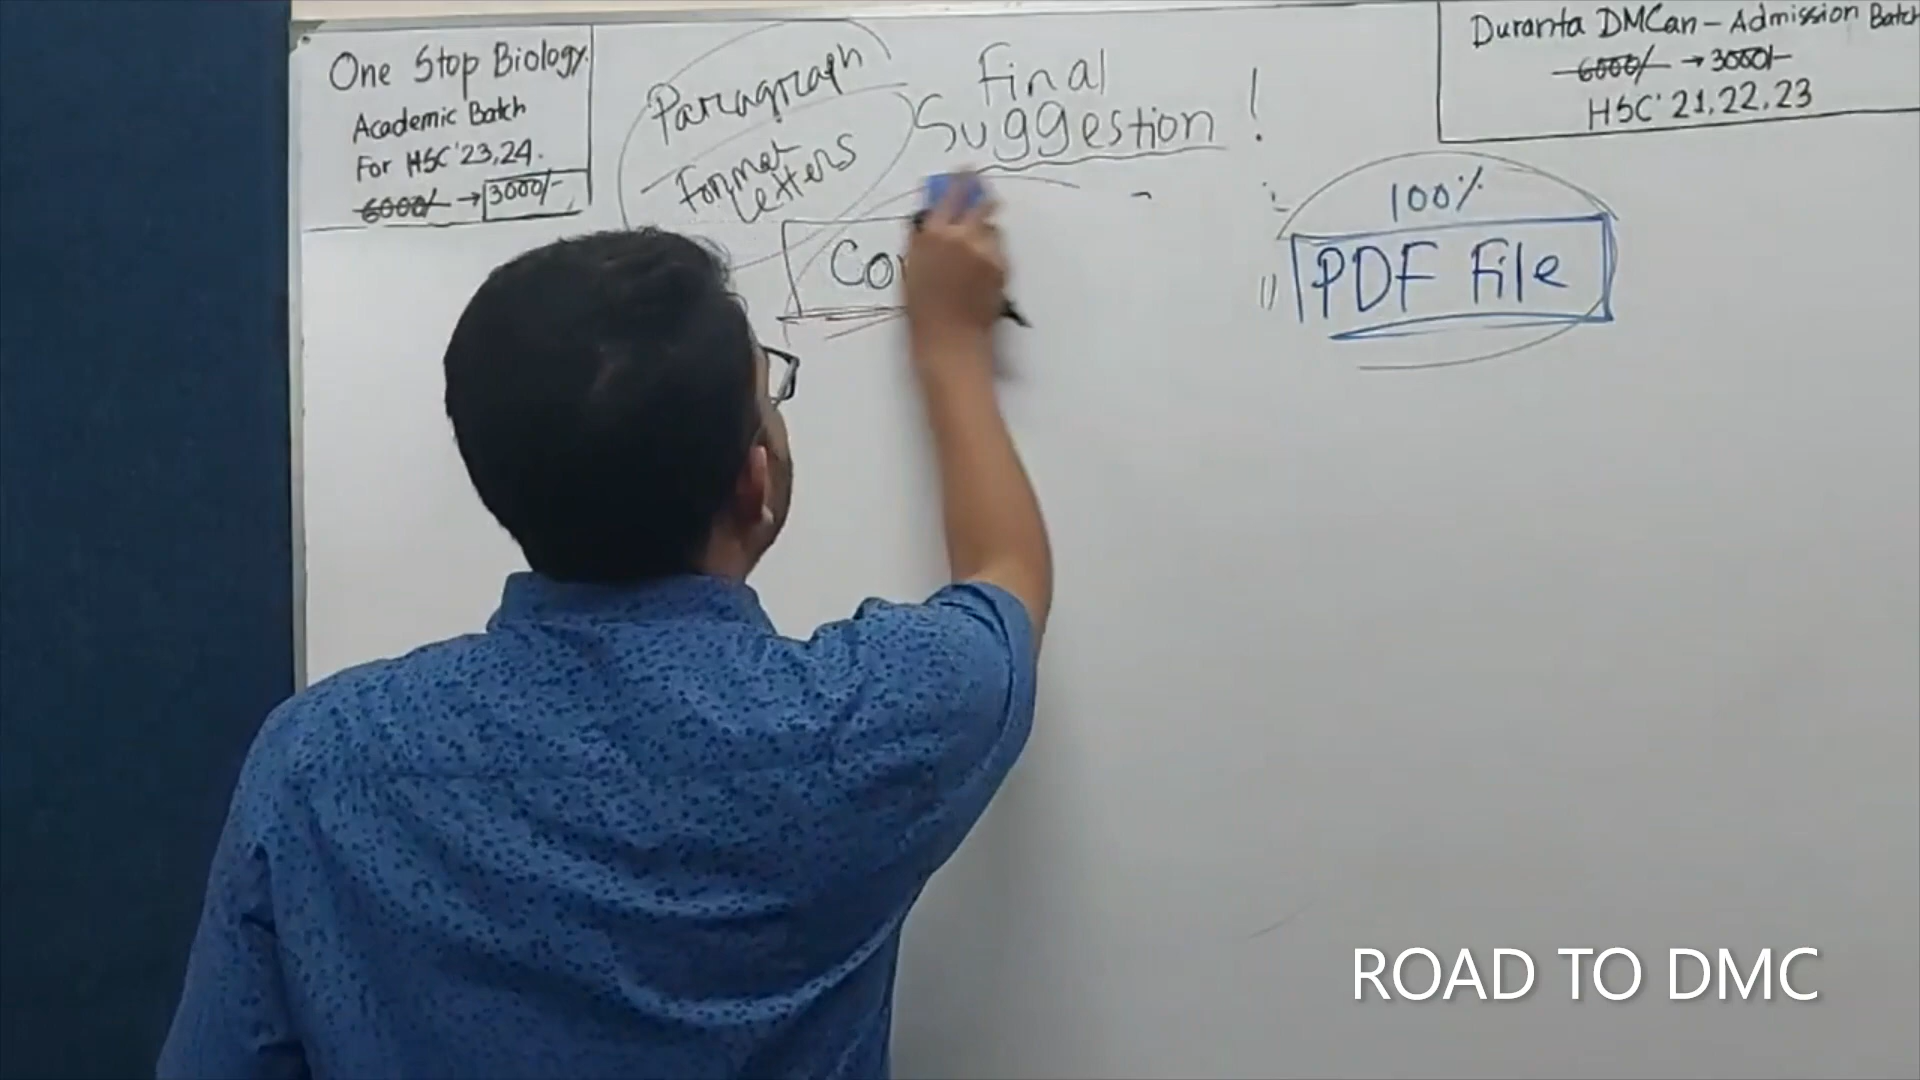 One Stop Biology.
Academic Batch
For HSC'23,24.
6000/- → 3000/-
Paragraph
Format
Letters
Final
Suggestion !
Duranta DMCan - Admission Batch
6000/- → 3000/-
HSC'21,22,23
100%
PDF File
ROAD TO DMC